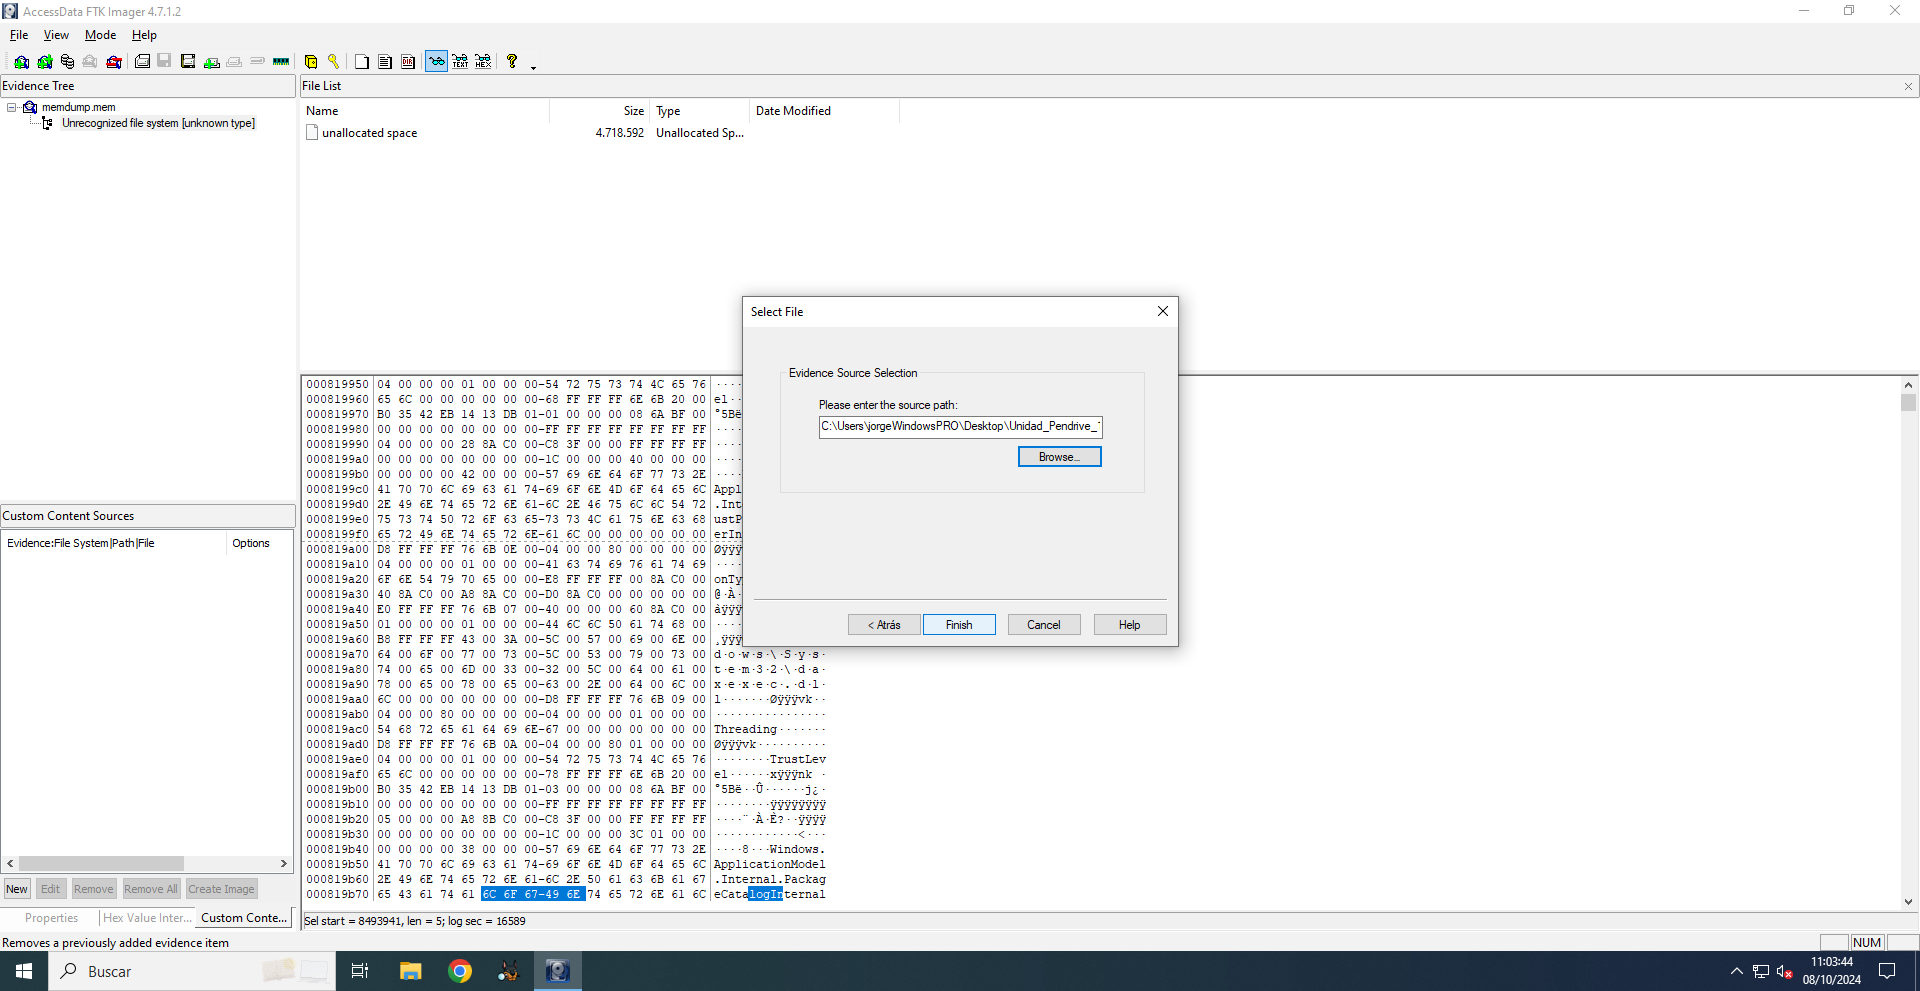 AccessData FTK Imager 4.7.1.2
File View Mode Help
Evidence Tree
File List
memdump.mem
Unrecognized file system [unknown type]
Name Size Type Date Modified
unallocated space 4.718.592 Unallocated Sp...
Select File
Evidence Source Selection
Please enter the source path:
C:\Users\jorgeWindowsPRO\Desktop\Unidad_Pendrive_
Browse...
< Atrás Finish Cancel Help
000819950 04 00 00 00 01 00 00 00-54 72 75 73 74 4C 65 76 ········
000819960 65 6C 00 00 00 00 00 00-68 FF FF FF 6E 6B 20 00 el··
000819970 B0 35 42 EB 14 13 DB 01-01 00 00 00 08 6A BF 00 °5Bë
000819980 00 00 00 00 00 00 00 00-FF FF FF FF FF FF FF FF ····
000819990 04 00 00 00 28 8A C0 00-C8 3F 00 00 FF FF FF FF ····
0008199a0 00 00 00 00 00 00 00 00-1C 00 00 00 40 00 00 00 ····
0008199b0 00 00 00 00 42 00 00 00-57 69 6E 64 6F 77 73 2E ····
0008199c0 41 70 70 6C 69 63 61 74-69 6F 6E 4D 6F 64 65 6C Appl
0008199d0 2E 49 6E 74 65 72 6E 61-6C 2E 46 75 6C 6C 54 72 .Int
0008199e0 75 73 74 50 72 6F 63 65-73 73 4C 61 75 6E 63 68 ustP
0008199f0 65 72 49 6E 74 65 72 6E-61 6C 00 00 00 00 00 00 erIn
000819a00 D8 FF FF FF 76 6B 0E 00-04 00 00 80 00 00 00 00 Øÿÿÿ
000819a10 04 00 00 00 01 00 00 00-41 63 74 69 76 61 74 69 ····
000819a20 6F 6E 54 79 70 65 00 00-E8 FF FF FF 00 8A C0 00 onTy
000819a30 40 8A C0 00 A8 8A C0 00-D0 8A C0 00 00 00 00 00 @·À·
000819a40 E0 FF FF FF 76 6B 07 00-40 00 00 00 60 8A C0 00 àÿÿÿ
000819a50 01 00 00 00 01 00 00 00-44 6C 6C 50 61 74 68 00 ····
000819a60 B8 FF FF FF 43 00 3A 00-5C 00 57 00 69 00 6E 00 ¸ÿÿÿ
000819a70 64 00 6F 00 77 00 73 00-5C 00 53 00 79 00 73 00 d·o·w·s·\·S·y·s·
000819a80 74 00 65 00 6D 00 33 00-32 00 5C 00 64 00 61 00 t·e·m·3·2·\·d·a·
000819a90 78 00 65 00 78 00 65 00-63 00 2E 00 64 00 6C 00 x·e·x·e·c·.·d·l·
000819aa0 6C 00 00 00 00 00 00 00-D8 FF FF FF 76 6B 09 00 l·······Øÿÿÿvk··
000819ab0 04 00 00 80 00 00 00 00-04 00 00 00 01 00 00 00 ················
000819ac0 54 68 72 65 61 64 69 6E-67 00 00 00 00 00 00 00 Threading·······
000819ad0 D8 FF FF FF 76 6B 0A 00-04 00 00 80 01 00 00 00 Øÿÿÿvk··········
000819ae0 04 00 00 00 01 00 00 00-54 72 75 73 74 4C 65 76 ········TrustLev
000819af0 65 6C 00 00 00 00 00 00-78 FF FF FF 6E 6B 20 00 el······xÿÿÿnk ·
000819b00 B0 35 42 EB 14 13 DB 01-03 00 00 00 08 6A BF 00 °5Bë··Û······j¿·
000819b10 00 00 00 00 00 00 00 00-FF FF FF FF FF FF FF FF ········ÿÿÿÿÿÿÿÿ
000819b20 05 00 00 00 A8 8B C0 00-C8 3F 00 00 FF FF FF FF ····¨·À·È?··ÿÿÿÿ
000819b30 00 00 00 00 00 00 00 00-1C 00 00 00 3C 01 00 00 ············<···
000819b40 00 00 00 00 38 00 00 00-57 69 6E 64 6F 77 73 2E ····8···Windows.
000819b50 41 70 70 6C 69 63 61 74-69 6F 6E 4D 6F 64 65 6C ApplicationModel
000819b60 2E 49 6E 74 65 72 6E 61-6C 2E 50 61 63 6B 61 67 .Internal.Packag
000819b70 65 43 61 74 61 6C 6F 67-49 6E 74 65 72 6E 61 6C eCatalogInternal
Sel start = 8493941, len = 5; log sec = 16589
Custom Content Sources
Evidence:File System|Path|File Options
New Edit Remove Remove All Create Image
Properties Hex Value Inter... Custom Conte...
Removes a previously added evidence item
NUM
Buscar
11:03:44
08/10/2024